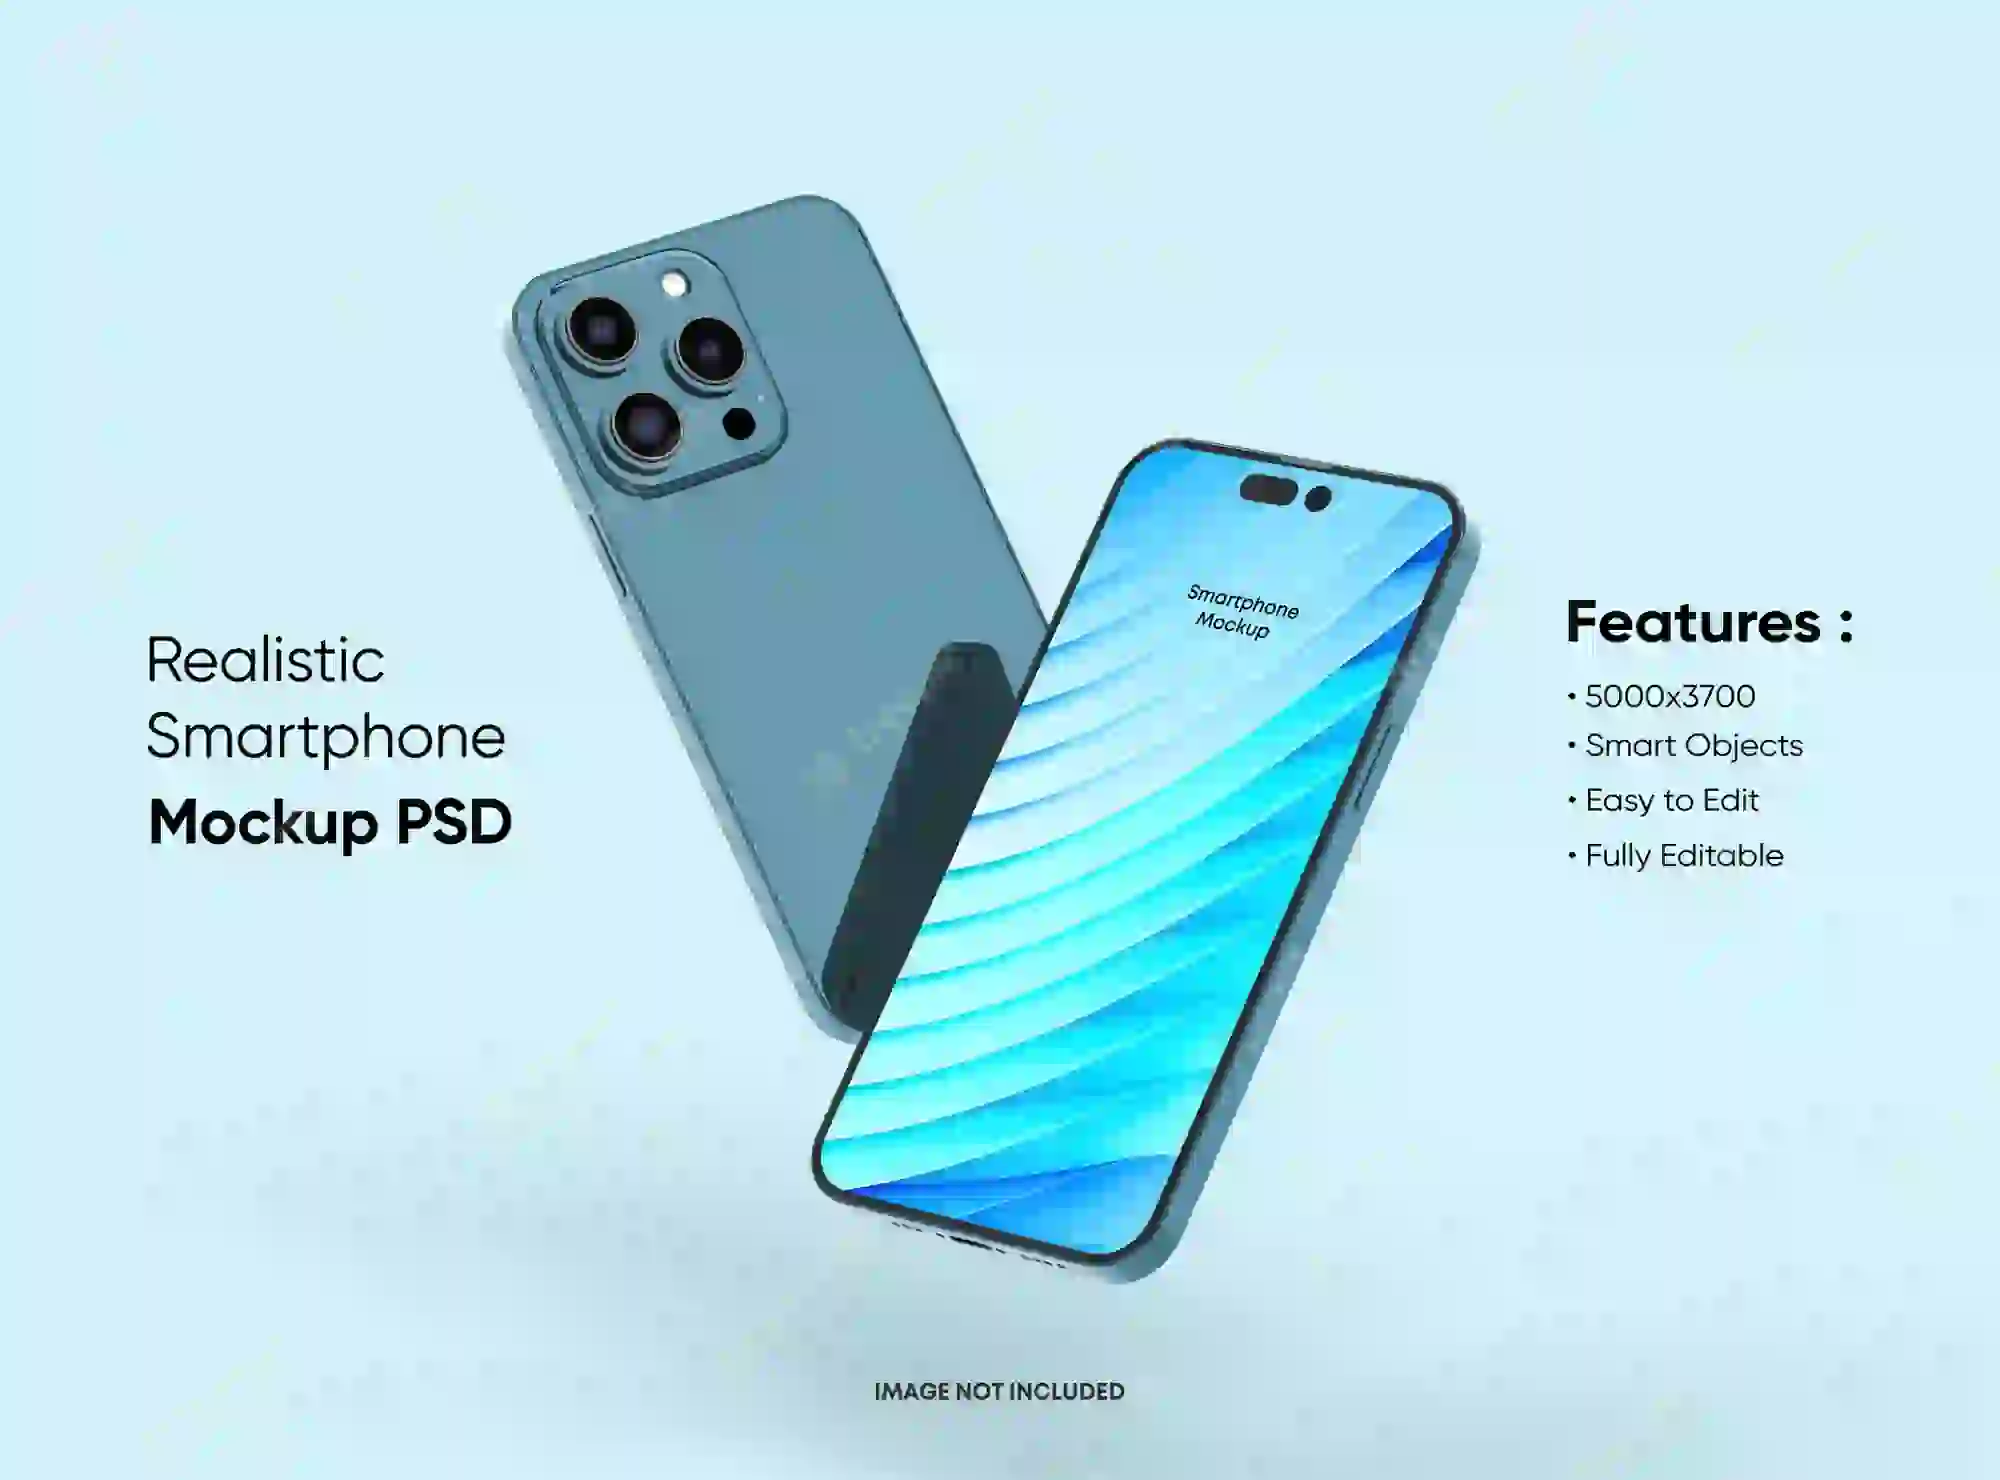 Realistic
Smartphone
Mockup PSD
Smartphone
Mockup
Features :
• 5000x3700
• Smart Objects
• Easy to Edit
• Fully Editable
IMAGE NOT INCLUDED